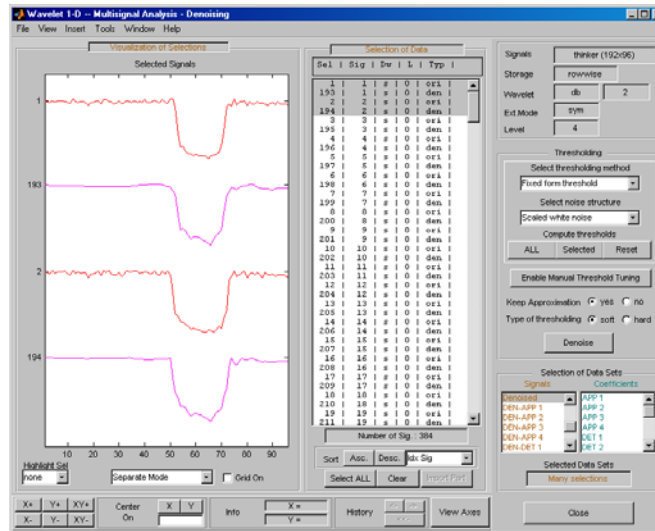 Wavelet 1-D -- Multisignal Analysis - Denoising
File View Insert Tools Window Help
Visualization of Selections
Selected Signals
1
193
2
194
10 20 30 40 50 60 70 80 90
Highlight Sel
none
Separate Mode
Grid On
Selection of Data
Sel | Sig | Dw | L | Typ |
1 | 1 | s | 0 | ori |
193 | 1 | s | 0 | den |
2 | 2 | s | 0 | ori |
194 | 2 | s | 0 | den |
3 | 3 | s | 0 | ori |
195 | 3 | s | 0 | den |
4 | 4 | s | 0 | ori |
196 | 4 | s | 0 | den |
5 | 5 | s | 0 | ori |
197 | 5 | s | 0 | den |
6 | 6 | s | 0 | ori |
198 | 6 | s | 0 | den |
7 | 7 | s | 0 | ori |
199 | 7 | s | 0 | den |
8 | 8 | s | 0 | ori |
200 | 8 | s | 0 | den |
9 | 9 | s | 0 | ori |
201 | 9 | s | 0 | den |
10 | 10 | s | 0 | ori |
202 | 10 | s | 0 | den |
11 | 11 | s | 0 | ori |
203 | 11 | s | 0 | den |
12 | 12 | s | 0 | ori |
204 | 12 | s | 0 | den |
13 | 13 | s | 0 | ori |
205 | 13 | s | 0 | den |
14 | 14 | s | 0 | ori |
206 | 14 | s | 0 | den |
15 | 15 | s | 0 | ori |
207 | 15 | s | 0 | den |
16 | 16 | s | 0 | ori |
208 | 16 | s | 0 | den |
17 | 17 | s | 0 | ori |
209 | 17 | s | 0 | den |
18 | 18 | s | 0 | ori |
210 | 18 | s | 0 | den |
19 | 19 | s | 0 | ori |
211 | 19 | s | 0 | den |
Number of Sig. : 384
Sort Asc. Desc. Idx Sig
Select ALL Clear Import Part
Signals thinker (192x96)
Storage rowwise
Wavelet db 2
Ext.Mode sym
Level 4
Thresholding
Select thresholding method
Fixed form threshold
Select noise structure
Scaled white noise
Compute thresholds
ALL Selected Reset
Enable Manual Threshold Tuning
Keep Approximation yes no
Type of thresholding soft hard
Denoise
Selection of Data Sets
Signals Coefficients
Denoised APP 1
DEN-APP 1 APP 2
DEN-APP 2 APP 3
DEN-APP 3 APP 4
DEN-APP 4 DET 1
DEN-DET 1 DET 2
Selected Data Sets
Many selections
X+ Y+ XY+
X- Y- XY-
Center On X Y
Info X = Y =
History
View Axes
Close